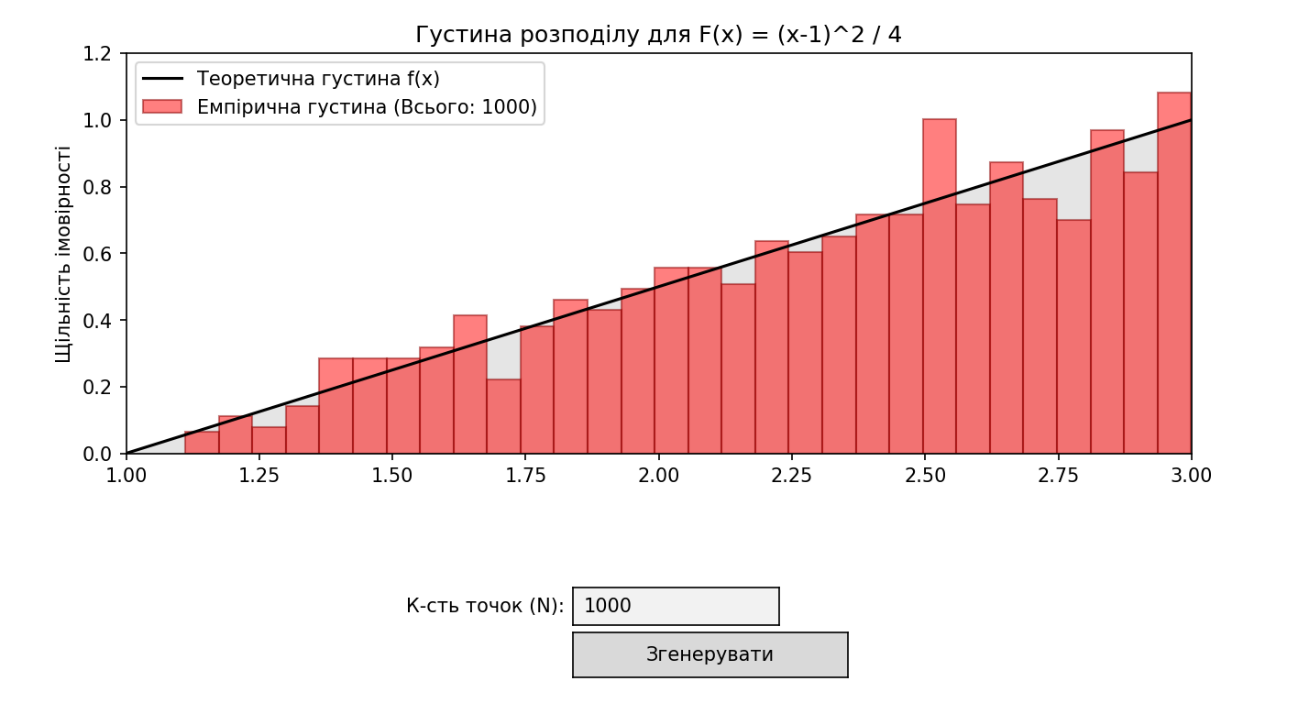 Густина розподілу для F(x) = (x-1)^2 / 4
Щільність імовірності
1.2
1.0
0.8
0.6
0.4
0.2
0.0
Теоретична густина f(x)
Емпірична густина (Всього: 1000)
1.00 1.25 1.50 1.75 2.00 2.25 2.50 2.75 3.00
К-сть точок (N): 1000
Згенерувати